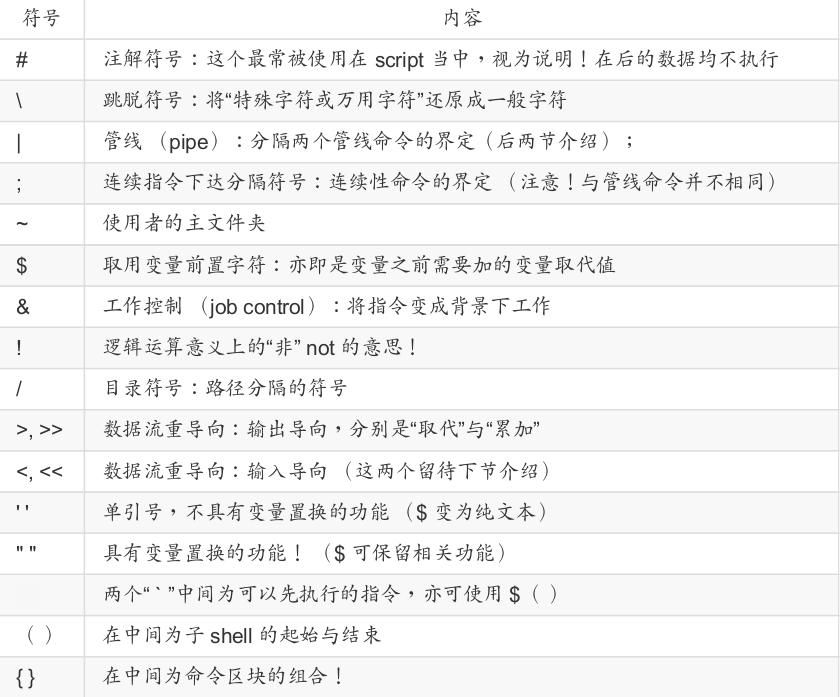 符号 内容
# 注解符号：这个最常被使用在 script 当中，视为说明！在后的数据均不执行
\ 跳脱符号：将“特殊字符或万用字符”还原成一般字符
| 管线 （pipe）：分隔两个管线命令的界定（后两节介绍）；
; 连续指令下达分隔符号：连续性命令的界定 （注意！与管线命令并不相同）
~ 使用者的主文件夹
$ 取用变量前置字符：亦即是变量之前需要加的变量取代值
& 工作控制 （job control）：将指令变成背景下工作
! 逻辑运算意义上的“非” not 的意思！
/ 目录符号：路径分隔的符号
>, >> 数据流重导向：输出导向，分别是“取代”与“累加”
<, << 数据流重导向：输入导向 （这两个留待下节介绍）
' ' 单引号，不具有变量置换的功能 （$ 变为纯文本）
" " 具有变量置换的功能！ （$ 可保留相关功能）
两个“ ` ”中间为可以先执行的指令，亦可使用 $（ ）
（ ） 在中间为子 shell 的起始与结束
{ } 在中间为命令区块的组合！